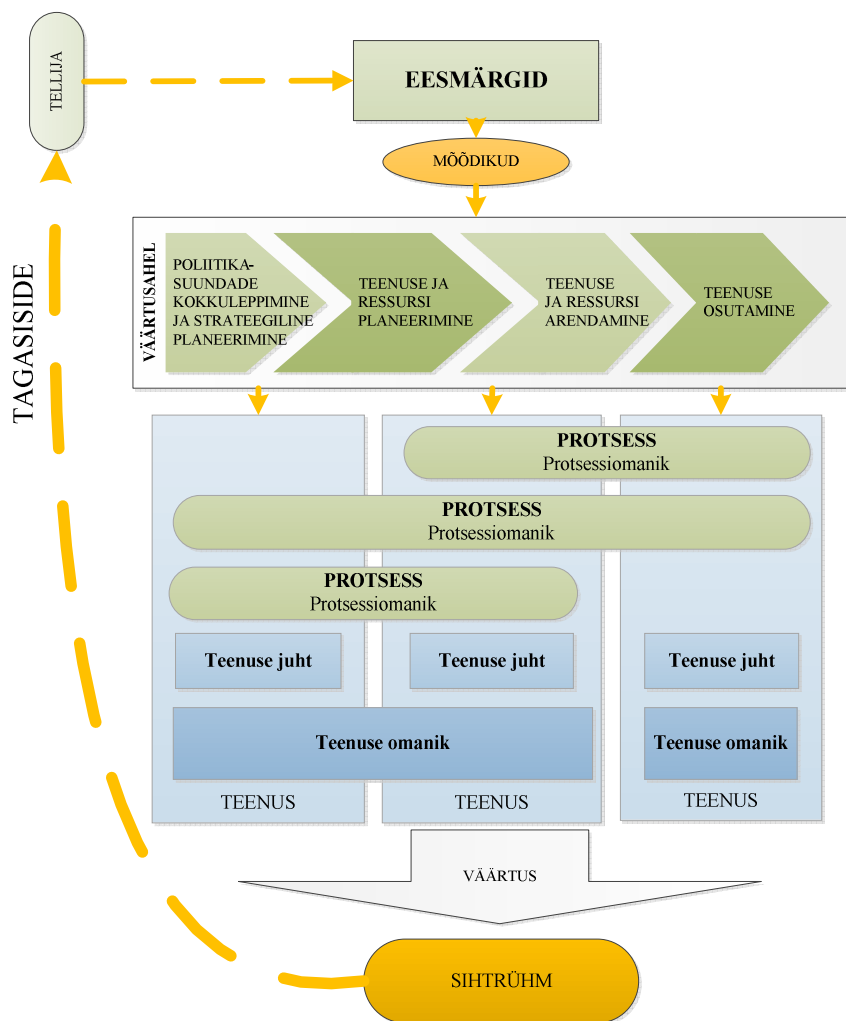 TELLIJA
EESMÄRGID
MÕÕDIKUD
VÄÄRTUSAHEL
POLIITIKA-
SUUNDADE
KOKKULEPPIMINE
JA STRATEEGILINE
PLANEERIMINE
TEENUSE JA
RESSURSI
PLANEERIMINE
TEENUSE
JA RESSURSI
ARENDAMINE
TEENUSE
OSUTAMINE
TAGASISIDE
PROTSESS
Protsessiomanik
PROTSESS
Protsessiomanik
PROTSESS
Protsessiomanik
Teenuse juht
Teenuse juht
Teenuse juht
Teenuse omanik
Teenuse omanik
TEENUS
TEENUS
TEENUS
VÄÄRTUS
SIHTRÜHM